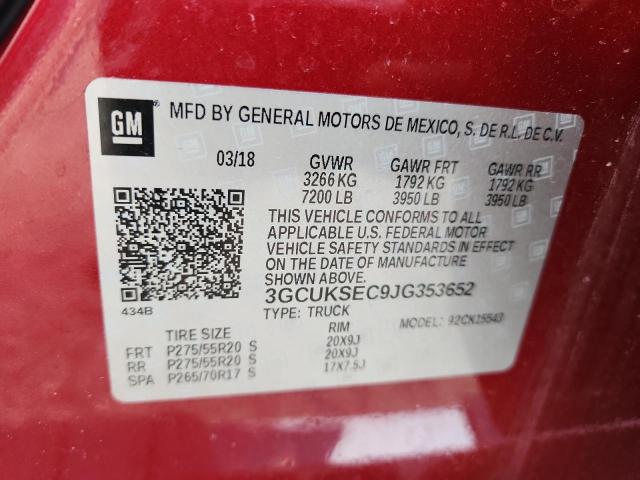 GM
MFD BY GENERAL MOTORS DE MEXICO, S. DE R.L. DE C.V.
03/18 GVWR GAWR FRT GAWR RR
3266 KG 1792 KG 1792 KG
7200 LB 3950 LB 3950 LB
THIS VEHICLE CONFORMS TO ALL
APPLICABLE U.S. FEDERAL MOTOR
VEHICLE SAFETY STANDARDS IN EFFECT
ON THE DATE OF MANUFACTURE
SHOWN ABOVE.
3GCUKSEC9JG353652
434B TYPE: TRUCK MODEL: 92CK15543
TIRE SIZE RIM
FRT P275/55R20 S 20X9J
RR P275/55R20 S 20X9J
SPA P265/70R17 S 17X7.5J